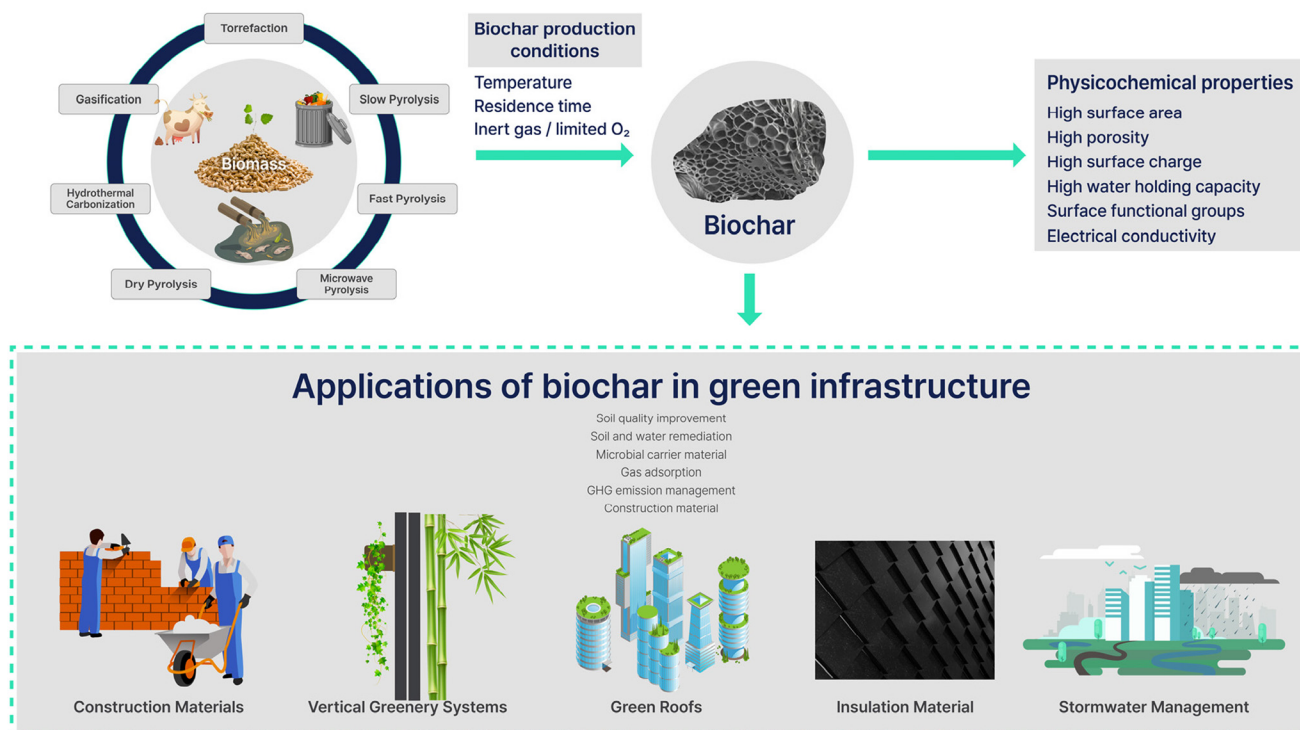 Torrefaction
Gasification
Slow Pyrolysis
Biomass
Hydrothermal
Carbonization
Fast Pyrolysis
Dry Pyrolysis
Microwave
Pyrolysis
Biochar production
conditions
Temperature
Residence time
Inert gas / limited O₂
Biochar
Physicochemical properties
High surface area
High porosity
High surface charge
High water holding capacity
Surface functional groups
Electrical conductivity
Applications of biochar in green infrastructure
Soil quality improvement
Soil and water remediation
Microbial carrier material
Gas adsorption
GHG emission management
Construction material
Construction Materials
Vertical Greenery Systems
Green Roofs
Insulation Material
Stormwater Management